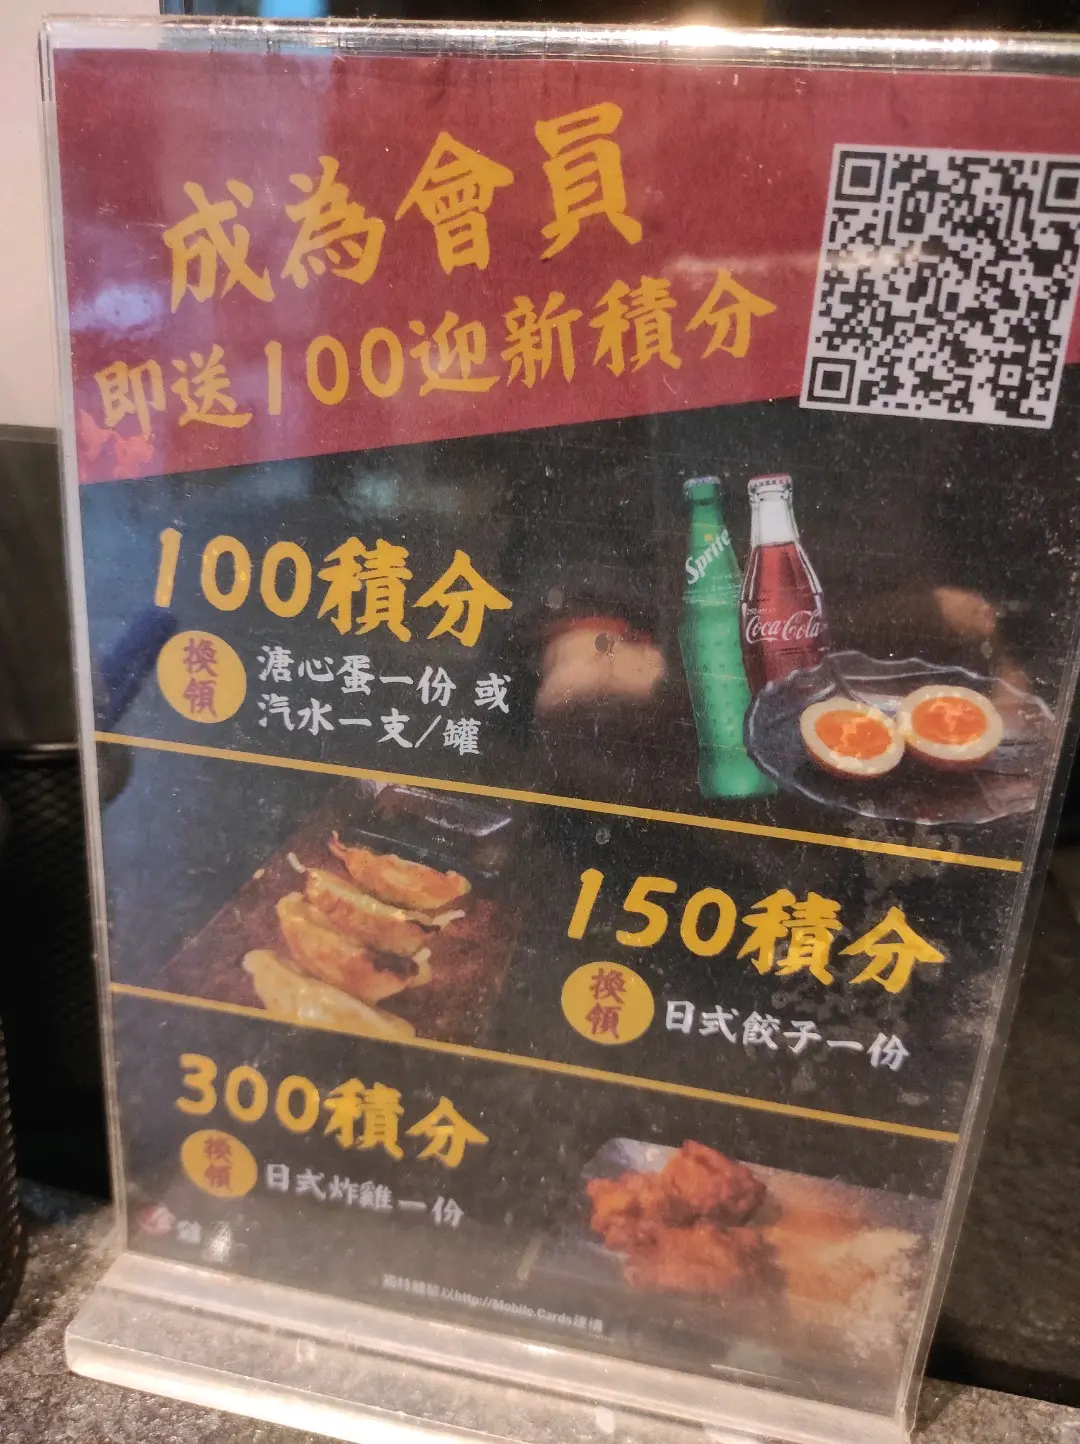 成為會員
即送100迎新積分
100積分
換領
溏心蛋一份 或
汽水一支/罐
Sprite
Coca-Cola
150積分
換領
日式餃子一份
300積分
換領
日式炸雞一份
http://Mobile.Cards